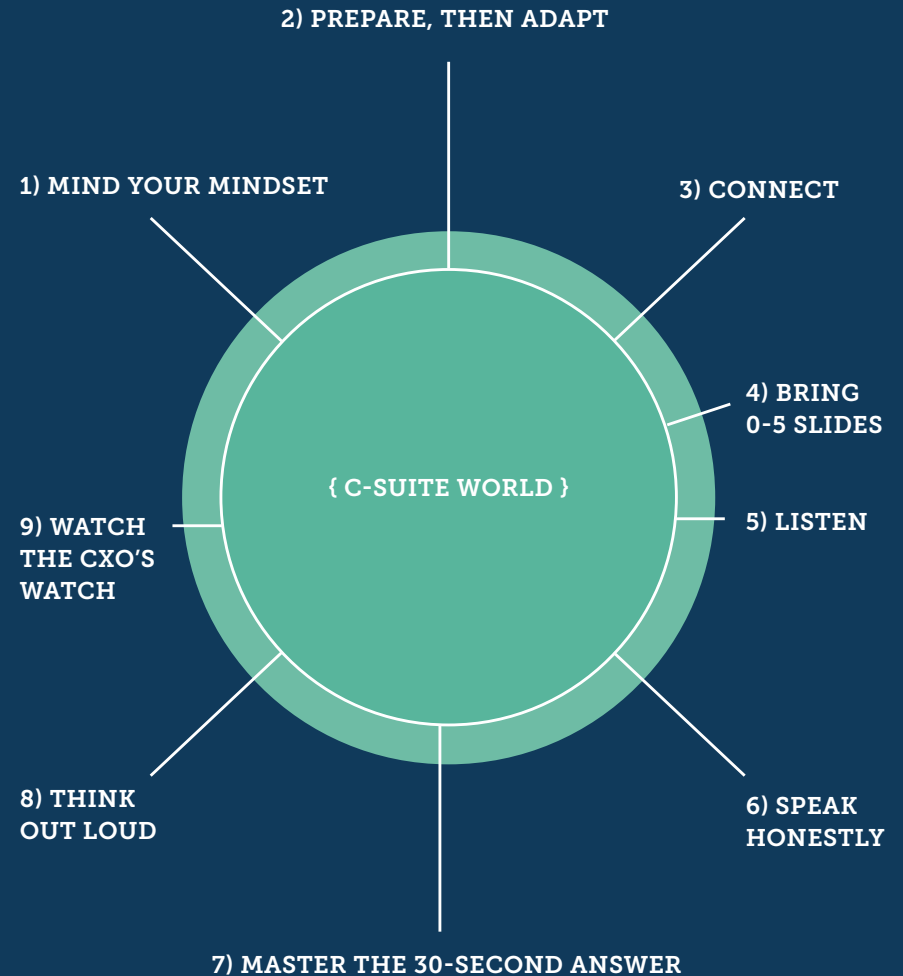 2) PREPARE, THEN ADAPT
1) MIND YOUR MINDSET
3) CONNECT
4) BRING
0-5 SLIDES
{ C-SUITE WORLD }
5) LISTEN
9) WATCH
THE CXO’S
WATCH
8) THINK
OUT LOUD
6) SPEAK
HONESTLY
7) MASTER THE 30-SECOND ANSWER